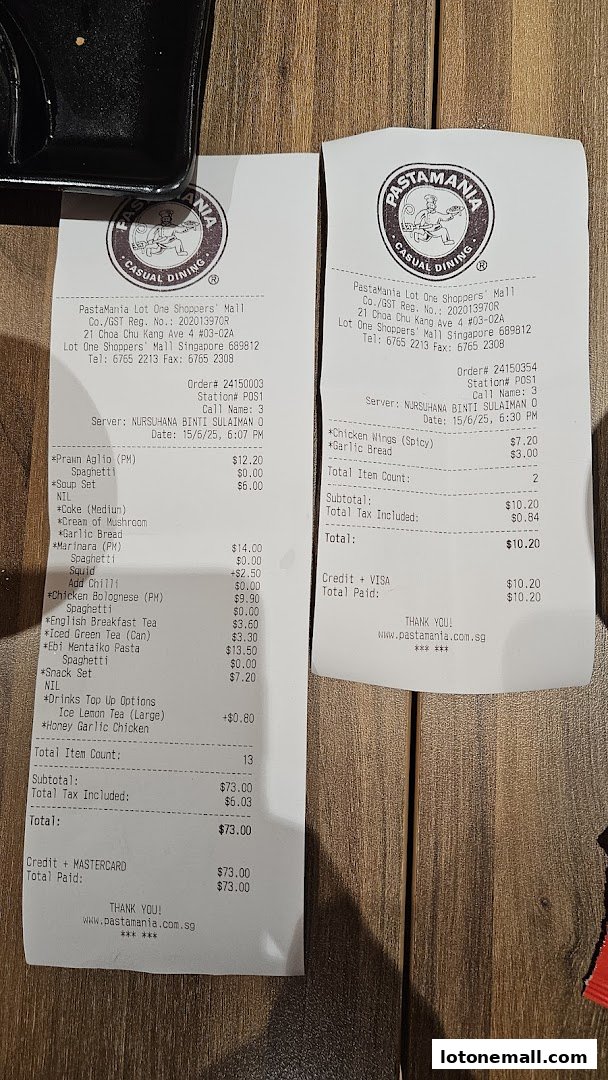 PASTAMANIA
CASUAL DINING
®
PastaMania Lot One Shoppers' Mall
Co./GST Reg. No.: 202013970R
21 Choa Chu Kang Ave 4 #03-02A
Lot One Shoppers' Mall Singapore 689812
Tel: 6765 2213 Fax: 6765 2308
Order# 24150003
Station# POS1
Call Name: 3
Server: NURSUHANA BINTI SULAIMAN O
Date: 15/6/25, 6:07 PM
*Prawn Aglio (PM) $12.20
Spaghetti $0.00
*Soup Set $6.00
NIL
*Coke (Medium)
*Cream of Mushroom
*Garlic Bread
*Marinara (PM) $14.00
Spaghetti $0.00
Squid +$2.50
Add Chilli $0.00
*Chicken Bolognese (PM) $9.90
Spaghetti $0.00
*English Breakfast Tea $3.60
*Iced Green Tea (Can) $3.30
*Ebi Mentaiko Pasta $13.50
Spaghetti $0.00
*Snack Set $7.20
NIL
*Drinks Top Up Options
Ice Lemon Tea (Large) +$0.80
*Honey Garlic Chicken
Total Item Count: 13
Subtotal: $73.00
Total Tax Included: $6.03
Total: $73.00
Credit + MASTERCARD $73.00
Total Paid: $73.00
THANK YOU!
www.pastamania.com.sg
*** ***
PASTAMANIA
CASUAL DINING
®
PastaMania Lot One Shoppers' Mall
Co./GST Reg. No.: 202013970R
21 Choa Chu Kang Ave 4 #03-02A
Lot One Shoppers' Mall Singapore 689812
Tel: 6765 2213 Fax: 6765 2308
Order# 24150354
Station# POS1
Call Name: 3
Server: NURSUHANA BINTI SULAIMAN O
Date: 15/6/25, 6:30 PM
*Chicken Wings (Spicy) $7.20
*Garlic Bread $3.00
Total Item Count: 2
Subtotal: $10.20
Total Tax Included: $0.84
Total: $10.20
Credit + VISA $10.20
Total Paid: $10.20
THANK YOU!
www.pastamania.com.sg
*** ***
lotonemall.com